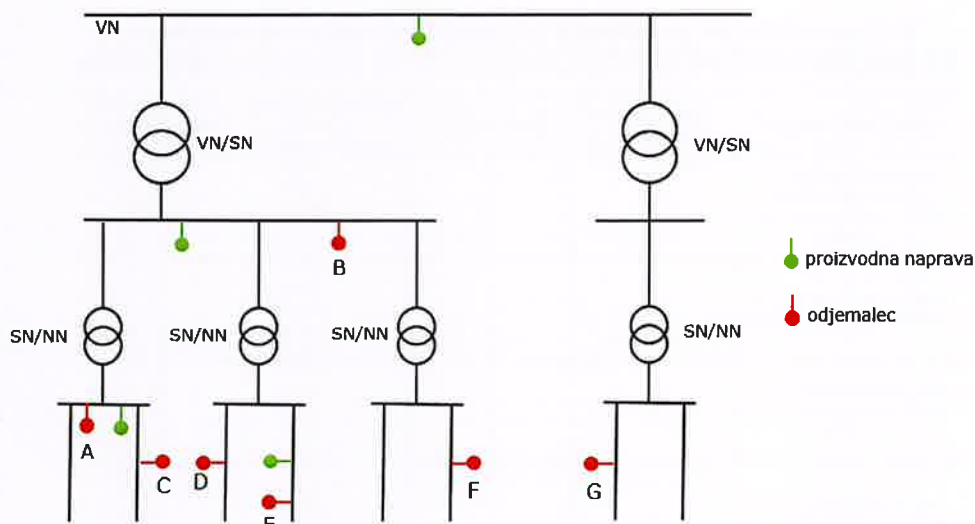 VN
VN/SN
VN/SN
B
proizvodna naprava
odjemalec
SN/NN
SN/NN
SN/NN
SN/NN
A
C
D
E
F
G